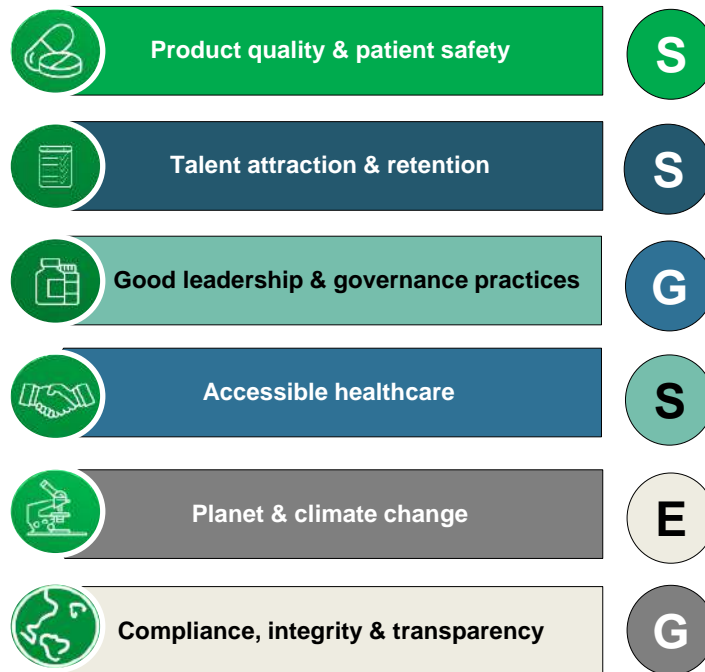 Product quality & patient safety
S
Talent attraction & retention
S
Good leadership & governance practices
G
Accessible healthcare
S
Planet & climate change
E
Compliance, integrity & transparency
G